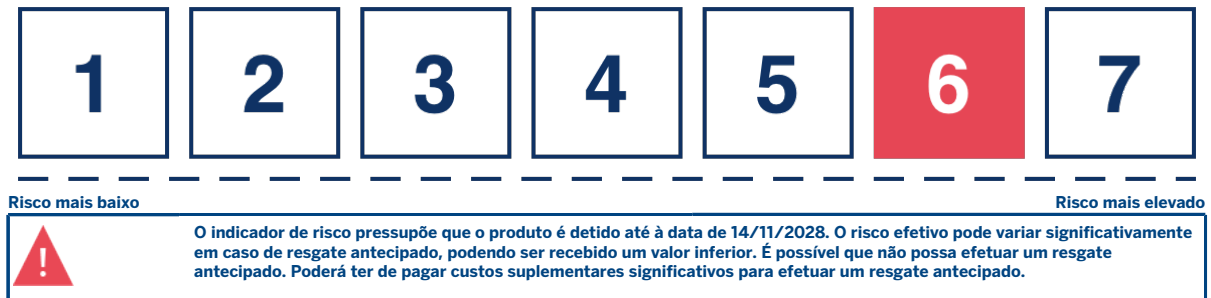 1 2 3 4 5 6 7
Risco mais baixo Risco mais elevado
! O indicador de risco pressupõe que o produto é detido até à data de 14/11/2028. O risco efetivo pode variar significativamente
em caso de resgate antecipado, podendo ser recebido um valor inferior. É possível que não possa efetuar um resgate
antecipado. Poderá ter de pagar custos suplementares significativos para efetuar um resgate antecipado.